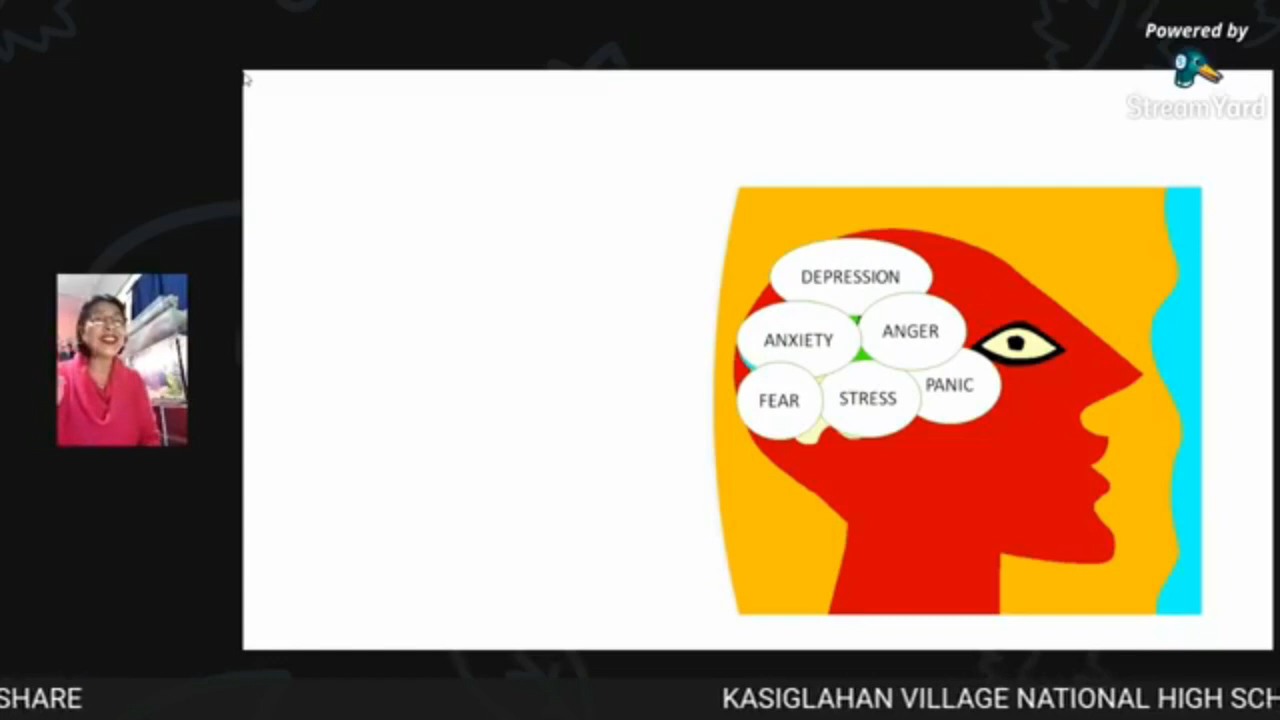 Powered by
StreamYard
DEPRESSION
ANXIETY
ANGER
FEAR
STRESS
PANIC
SHARE
KASIGLAHAN VILLAGE NATIONAL HIGH SCH